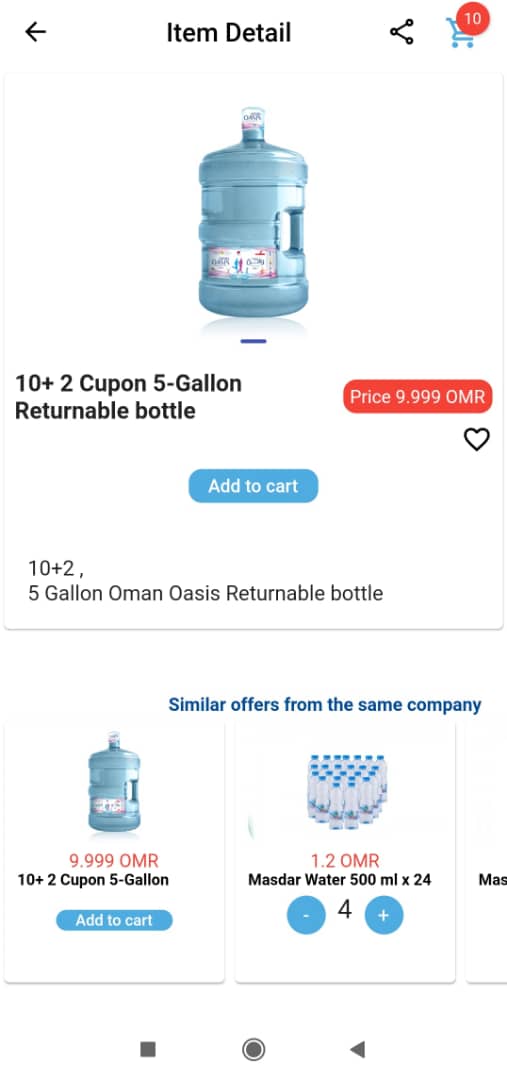 Item Detail
10
10+ 2 Cupon 5-Gallon
Returnable bottle
Price 9.999 OMR
Add to cart
10+2 ,
5 Gallon Oman Oasis Returnable bottle
Similar offers from the same company
9.999 OMR
10+ 2 Cupon 5-Gallon
Add to cart
1.2 OMR
Masdar Water 500 ml x 24
- 4 +
Mas